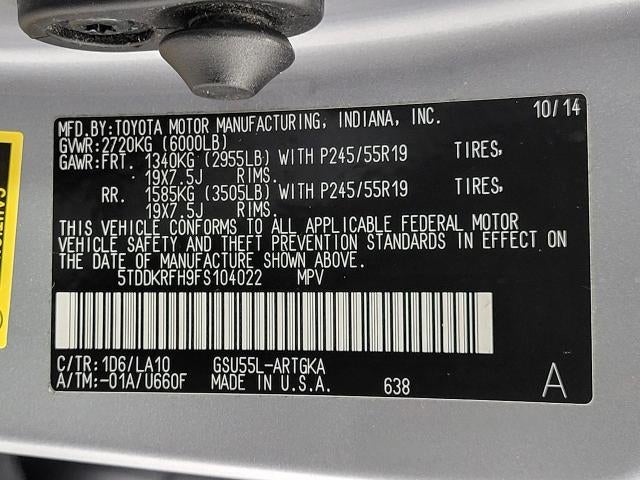 MFD.BY:TOYOTA MOTOR MANUFACTURING, INDIANA, INC. 10/14
GVWR:2720KG (6000LB)
GAWR:FRT. 1340KG (2955LB) WITH P245/55R19 TIRES,
19X7.5J RIMS.
RR. 1585KG (3505LB) WITH P245/55R19 TIRES,
19X7.5J RIMS.
THIS VEHICLE CONFORMS TO ALL APPLICABLE FEDERAL MOTOR
VEHICLE SAFETY AND THEFT PREVENTION STANDARDS IN EFFECT ON
THE DATE OF MANUFACTURE SHOWN ABOVE.
5TDDKRFH9FS104022 MPV
C/TR:1D6/LA10 GSU55L-ARTGKA
A/TM:-01A/U660F MADE IN U.S.A. 638 A